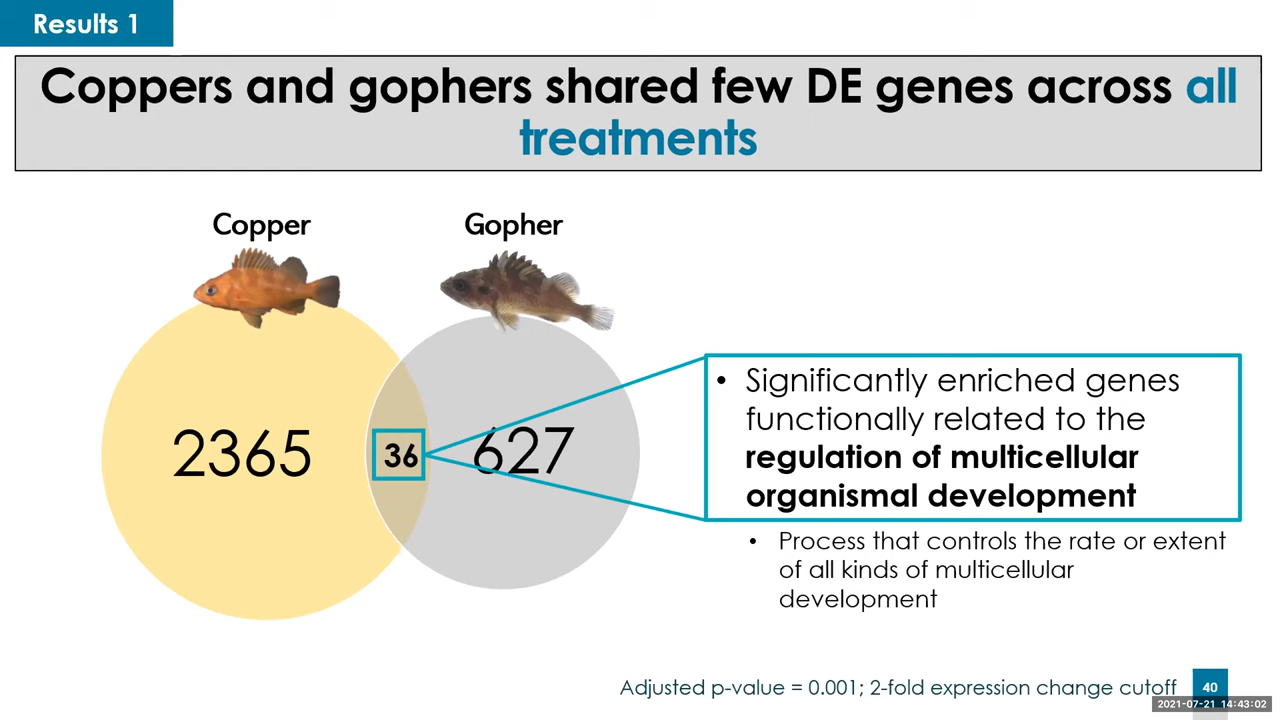 Results 1
Coppers and gophers shared few DE genes across all
treatments
Copper
Gopher
2365
36
627
• Significantly enriched genes
functionally related to the
regulation of multicellular
organismal development
• Process that controls the rate or extent
of all kinds of multicellular
development
Adjusted p-value = 0.001; 2-fold expression change cutoff
40
2021-07-21 14:43:02